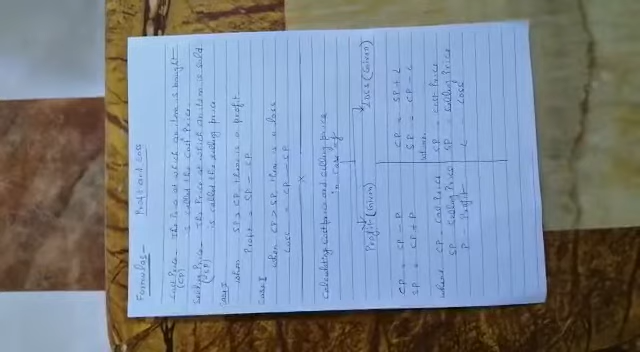 Formulas - Profit and Loss
Cost Price - The Price at which an item is bought
(CP) is called the Cost Price.
Selling Price - The Price at which an item is sold
(SP) is called the selling price
Case I
when SP > CP, there is a profit.
Profit = SP - CP
Case II
when CP > SP, there is a loss
Loss = CP - SP
x
Calculating cost price and selling price
in case of
Profit (Given) Loss (Given)
CP = SP - P CP = SP + L
SP = CP + P SP = CP - L
where CP Cost Price where CP cost Price
SP Selling Price SP Selling Price
P Profit L Loss